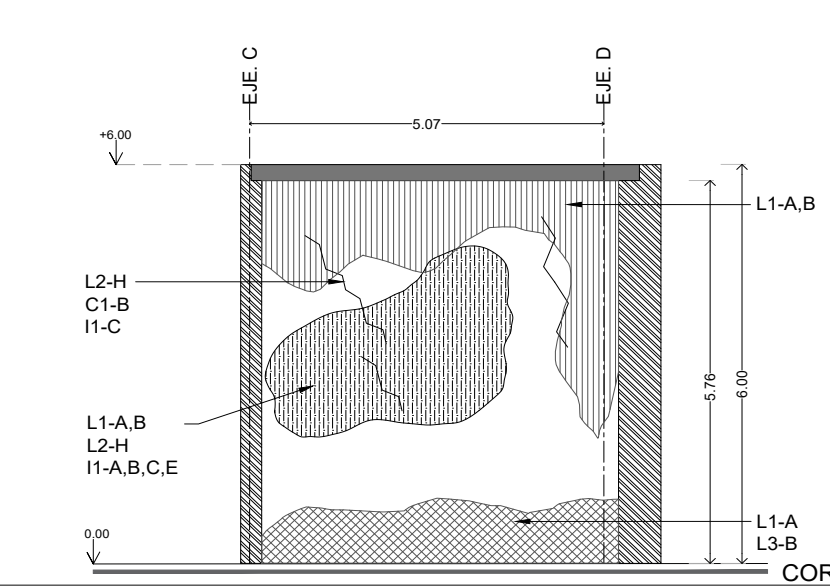 EJE. C
EJE. D
5.07
+6.00
L1-A,B
L2-H
C1-B
I1-C
L1-A,B
L2-H
I1-A,B,C,E
5.76
6.00
L1-A
L3-B
0.00
COR